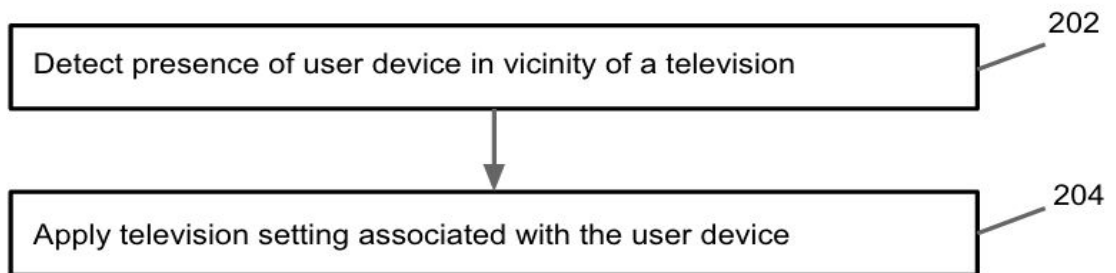 202
Detect presence of user device in vicinity of a television
204
Apply television setting associated with the user device